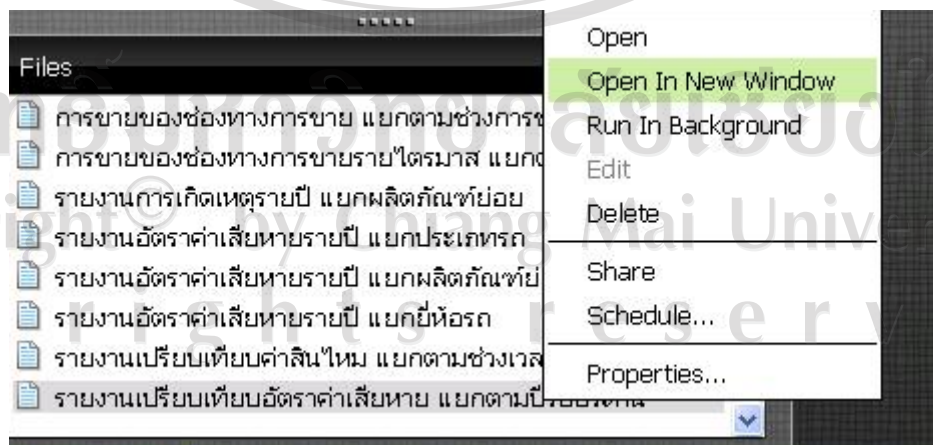 Files
การขายของช่องทางการขาย แยกตามช่วงการข
การขายของช่องทางการขายรายไตรมาส แยกต
รายงานการเกิดเหตุรายปี แยกผลิตภัณฑ์ย่อย
รายงานอัตราค่าเสียหายรายปี แยกประเภทรถ
รายงานอัตราค่าเสียหายรายปี แยกผลิตภัณฑ์ย่
รายงานอัตราค่าเสียหายรายปี แยกยี่ห้อรถ
รายงานเปรียบเทียบค่าสินไหม แยกตามช่วงเวล
รายงานเปรียบเทียบอัตราค่าเสียหาย แยกตามปี
Open
Open In New Window
Run In Background
Edit
Delete
Share
Schedule...
Properties...
ight © by Chiang Mai Unive
rights reserv